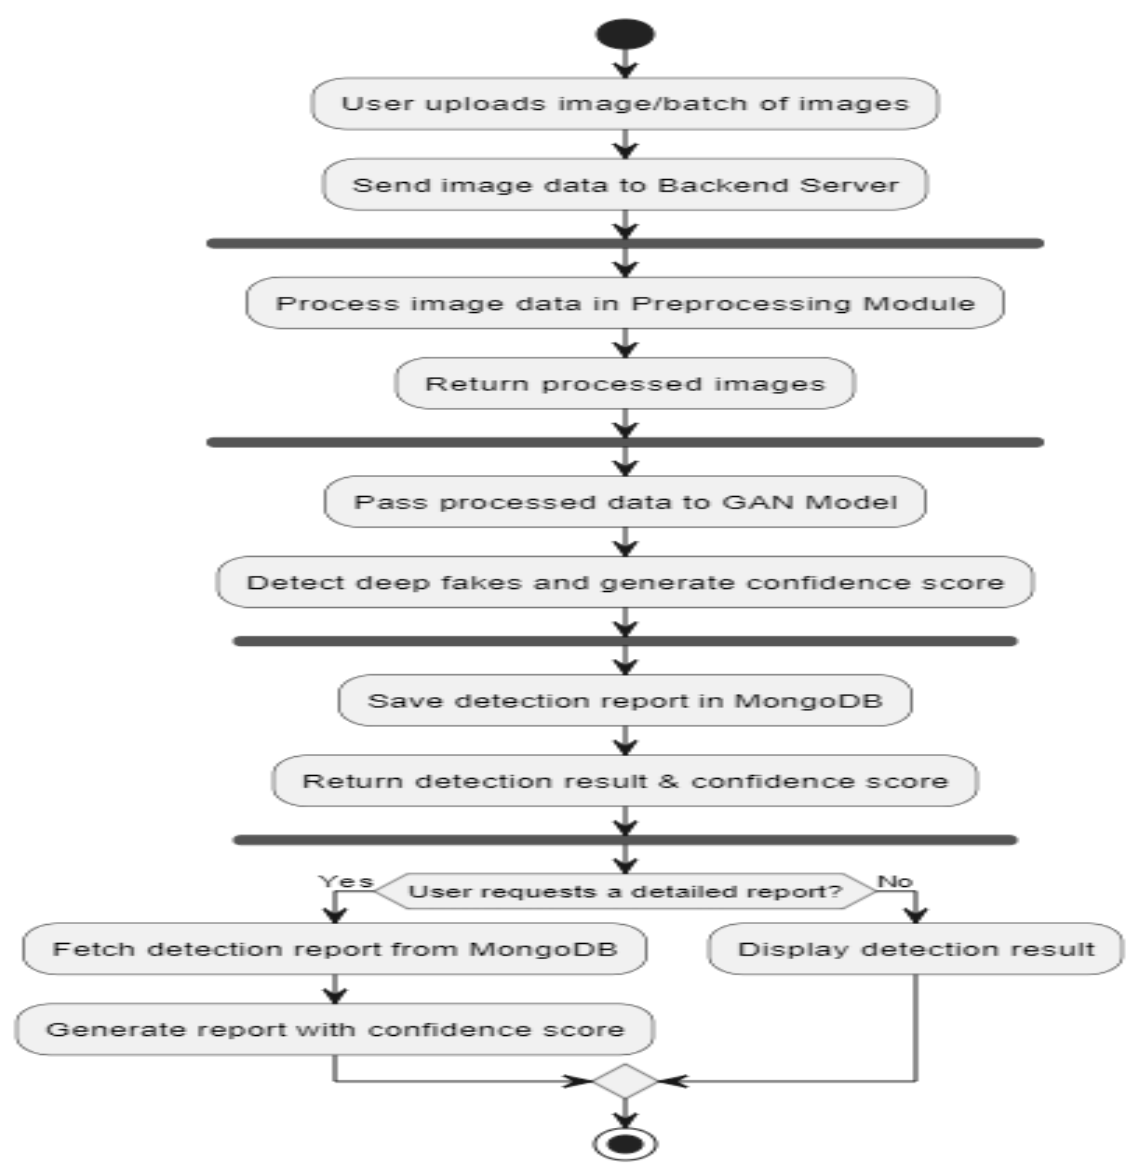 User uploads image/batch of images
Send image data to Backend Server
Process image data in Preprocessing Module
Return processed images
Pass processed data to GAN Model
Detect deep fakes and generate confidence score
Save detection report in MongoDB
Return detection result & confidence score
User requests a detailed report?
Yes
No
Fetch detection report from MongoDB
Display detection result
Generate report with confidence score